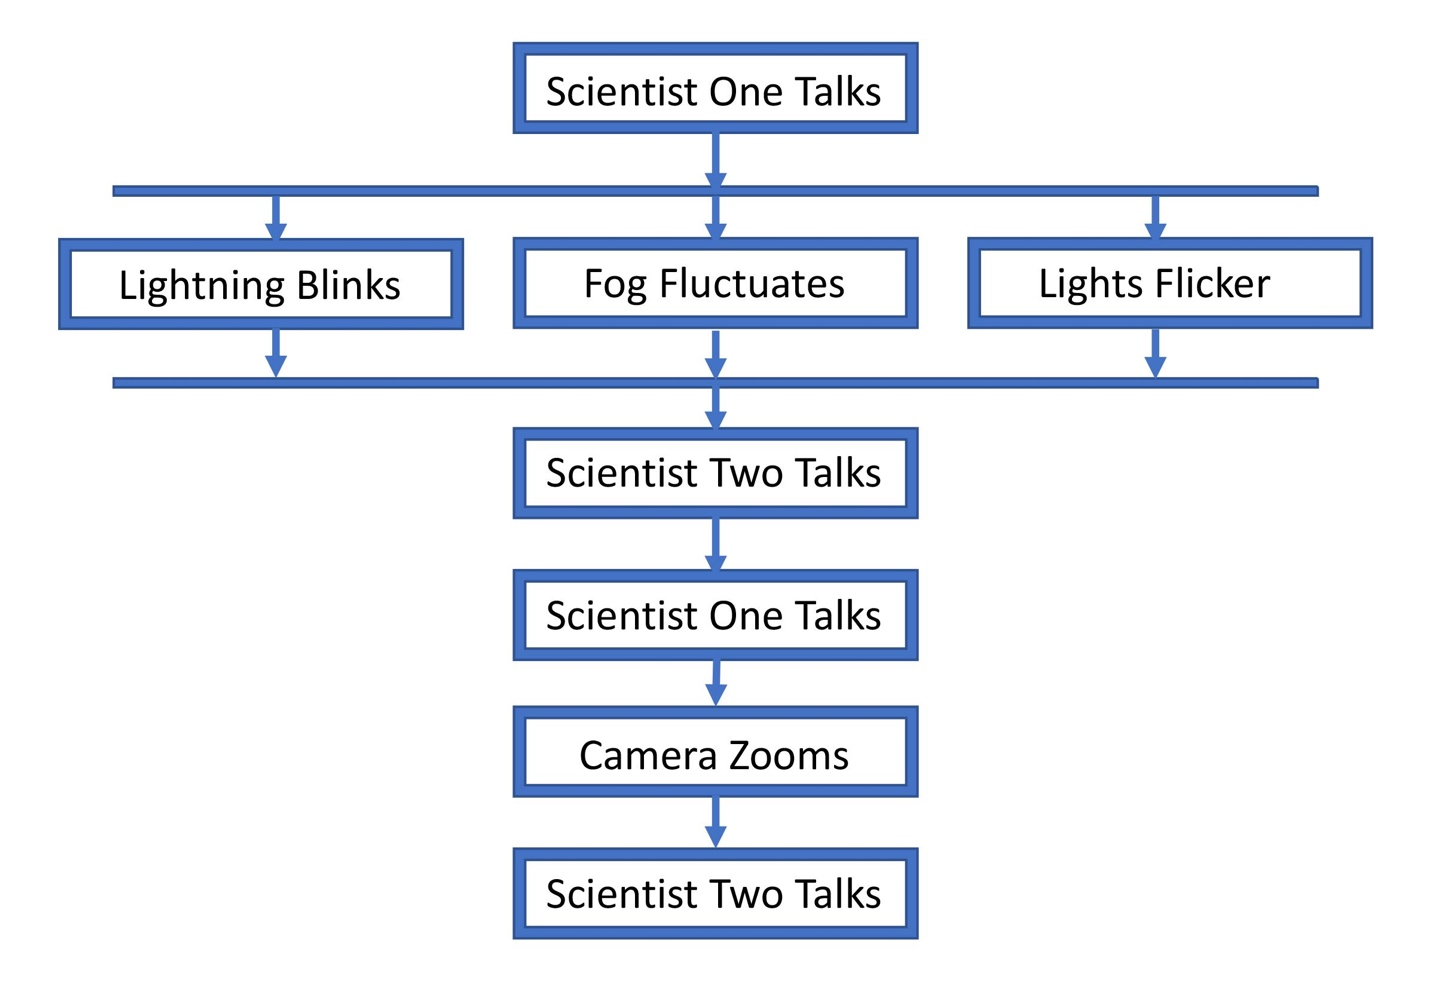 Scientist One Talks
Lightning Blinks
Fog Fluctuates
Lights Flicker
Scientist Two Talks
Scientist One Talks
Camera Zooms
Scientist Two Talks